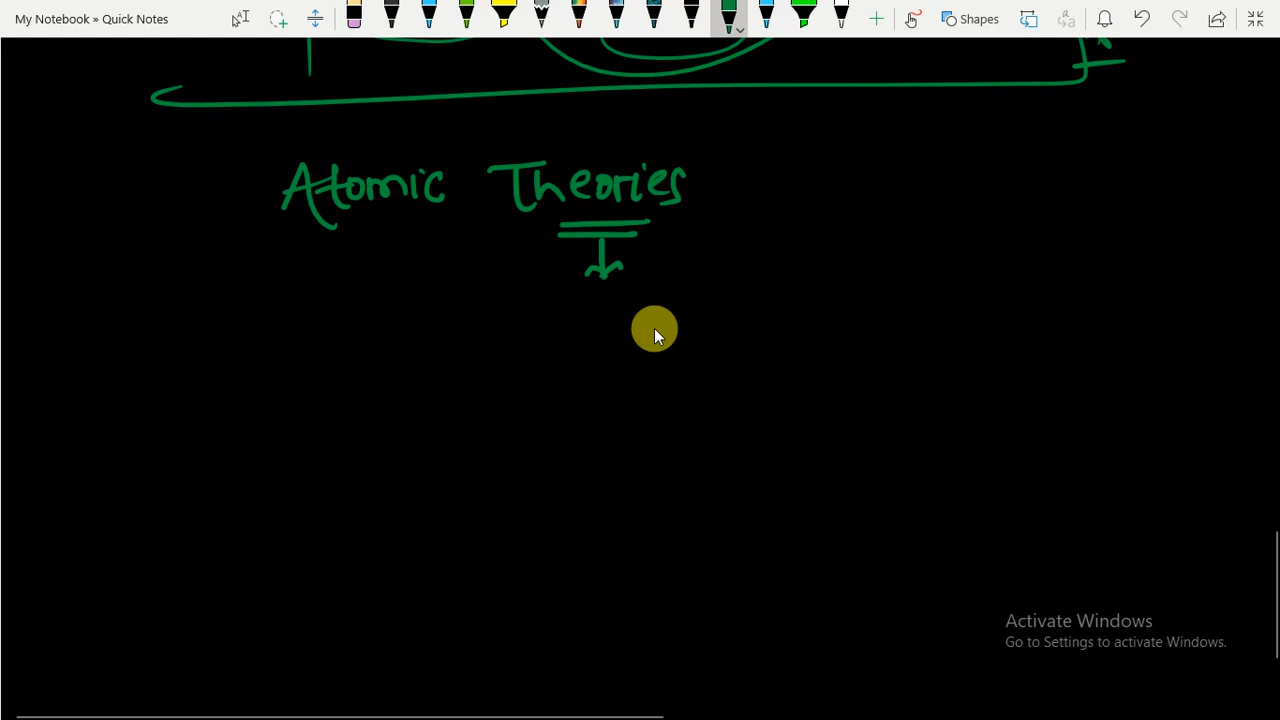 My Notebook » Quick Notes
Shapes
Atomic Theories
Activate Windows
Go to Settings to activate Windows.